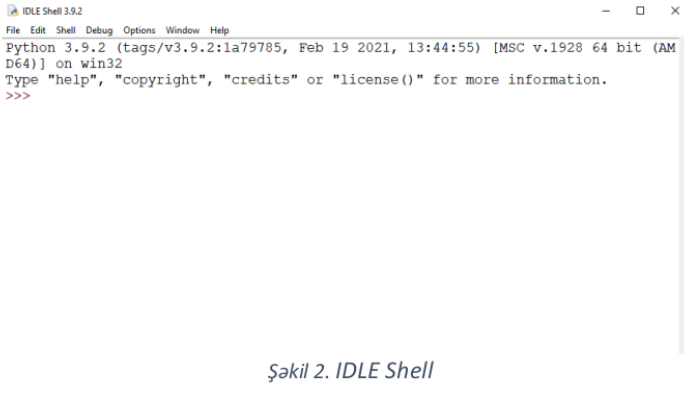 IDLE Shell 3.9.2
File Edit Shell Debug Options Window Help
Python 3.9.2 (tags/v3.9.2:1a79785, Feb 19 2021, 13:44:55) [MSC v.1928 64 bit (AM
D64)] on win32
Type "help", "copyright", "credits" or "license()" for more information.
>>>
Şəkil 2. IDLE Shell